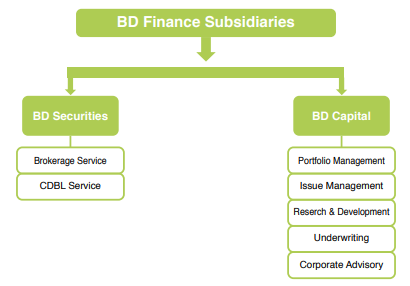 BD Finance Subsidiaries
BD Securities
Brokerage Service
CDBL Service
BD Capital
Portfolio Management
Issue Management
Reserch & Development
Underwriting
Corporate Advisory